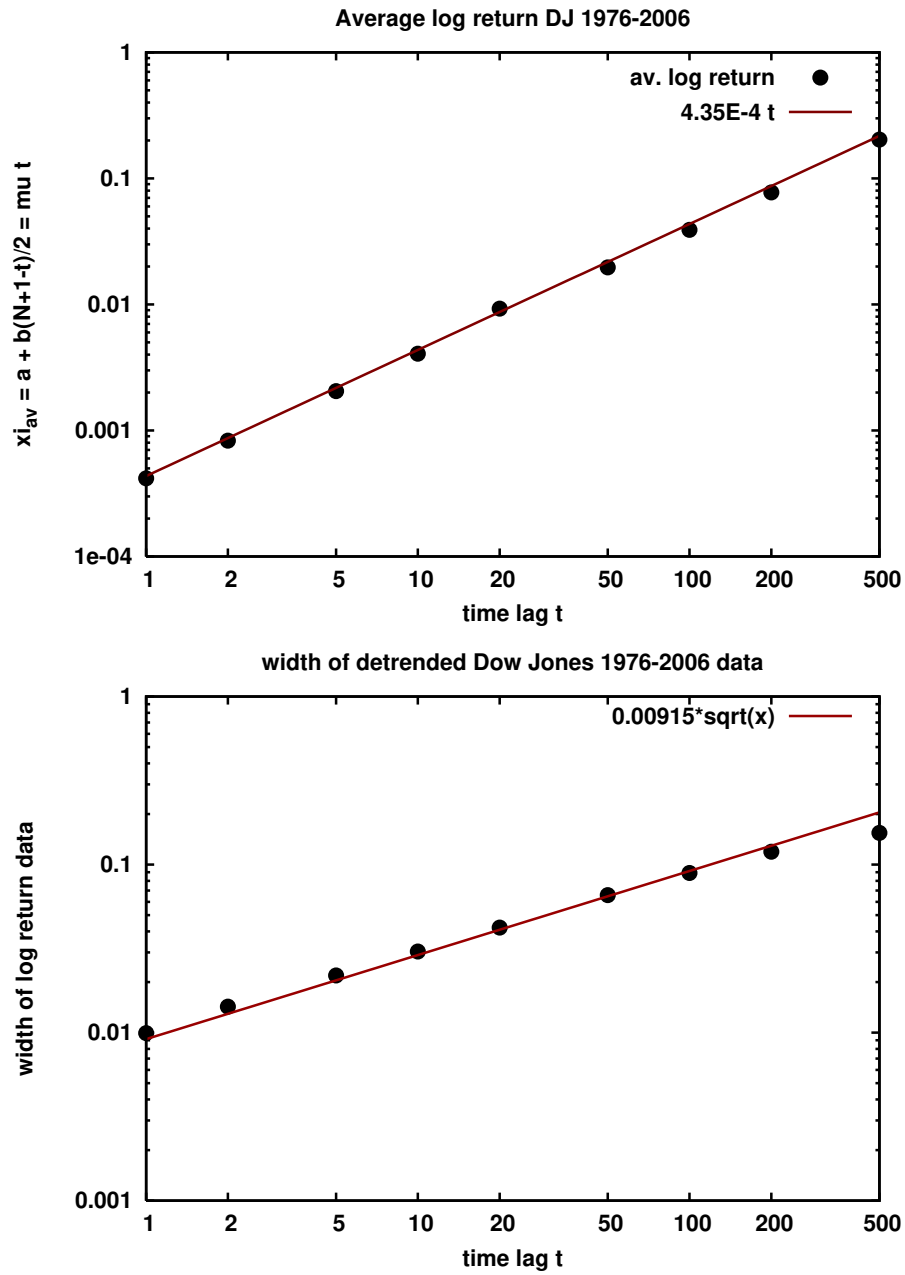 Average log return DJ 1976-2006
1
av. log return
4.35E-4 t
0.1
0.01
0.001
1e-04
xi_av = a + b(N+1-t)/2 = mu t
1 2 5 10 20 50 100 200 500
time lag t
width of detrended Dow Jones 1976-2006 data
1
0.00915*sqrt(x)
0.1
0.01
0.001
width of log return data
1 2 5 10 20 50 100 200 500
time lag t